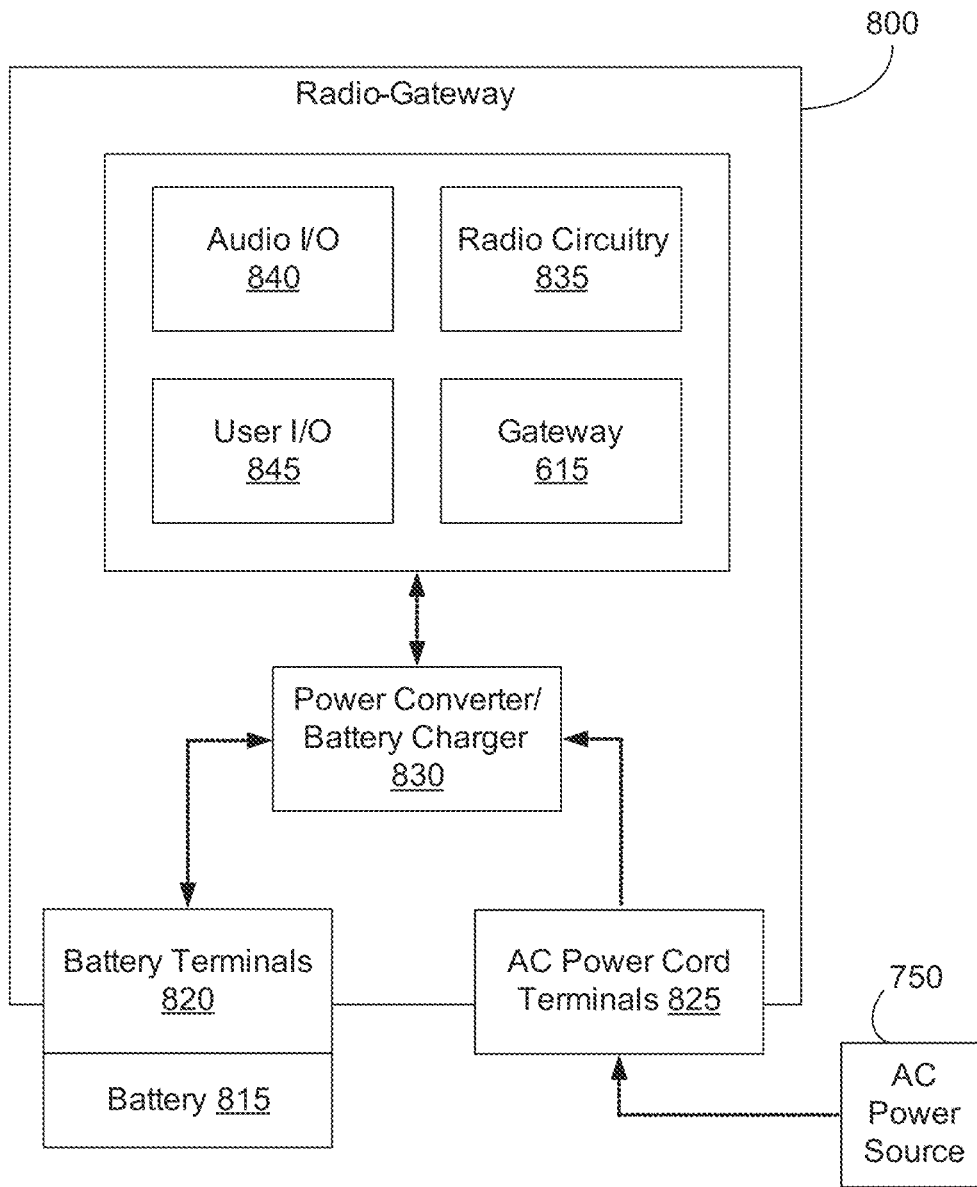 800
Radio-Gateway
Audio I/O
840
Radio Circuitry
835
User I/O
845
Gateway
615
Power Converter/
Battery Charger
830
Battery Terminals
820
AC Power Cord
Terminals 825
Battery 815
750
AC
Power
Source